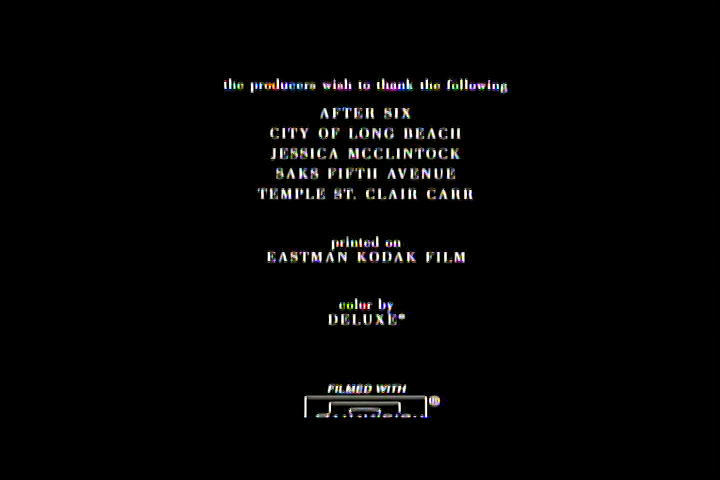 the producers wish to thank the following
AFTER SIX
CITY OF LONG BEACH
JESSICA MCCLINTOCK
SAKS FIFTH AVENUE
TEMPLE ST. CLAIR CARR
printed on
EASTMAN KODAK FILM
color by
DELUXE®
FILMED WITH
®